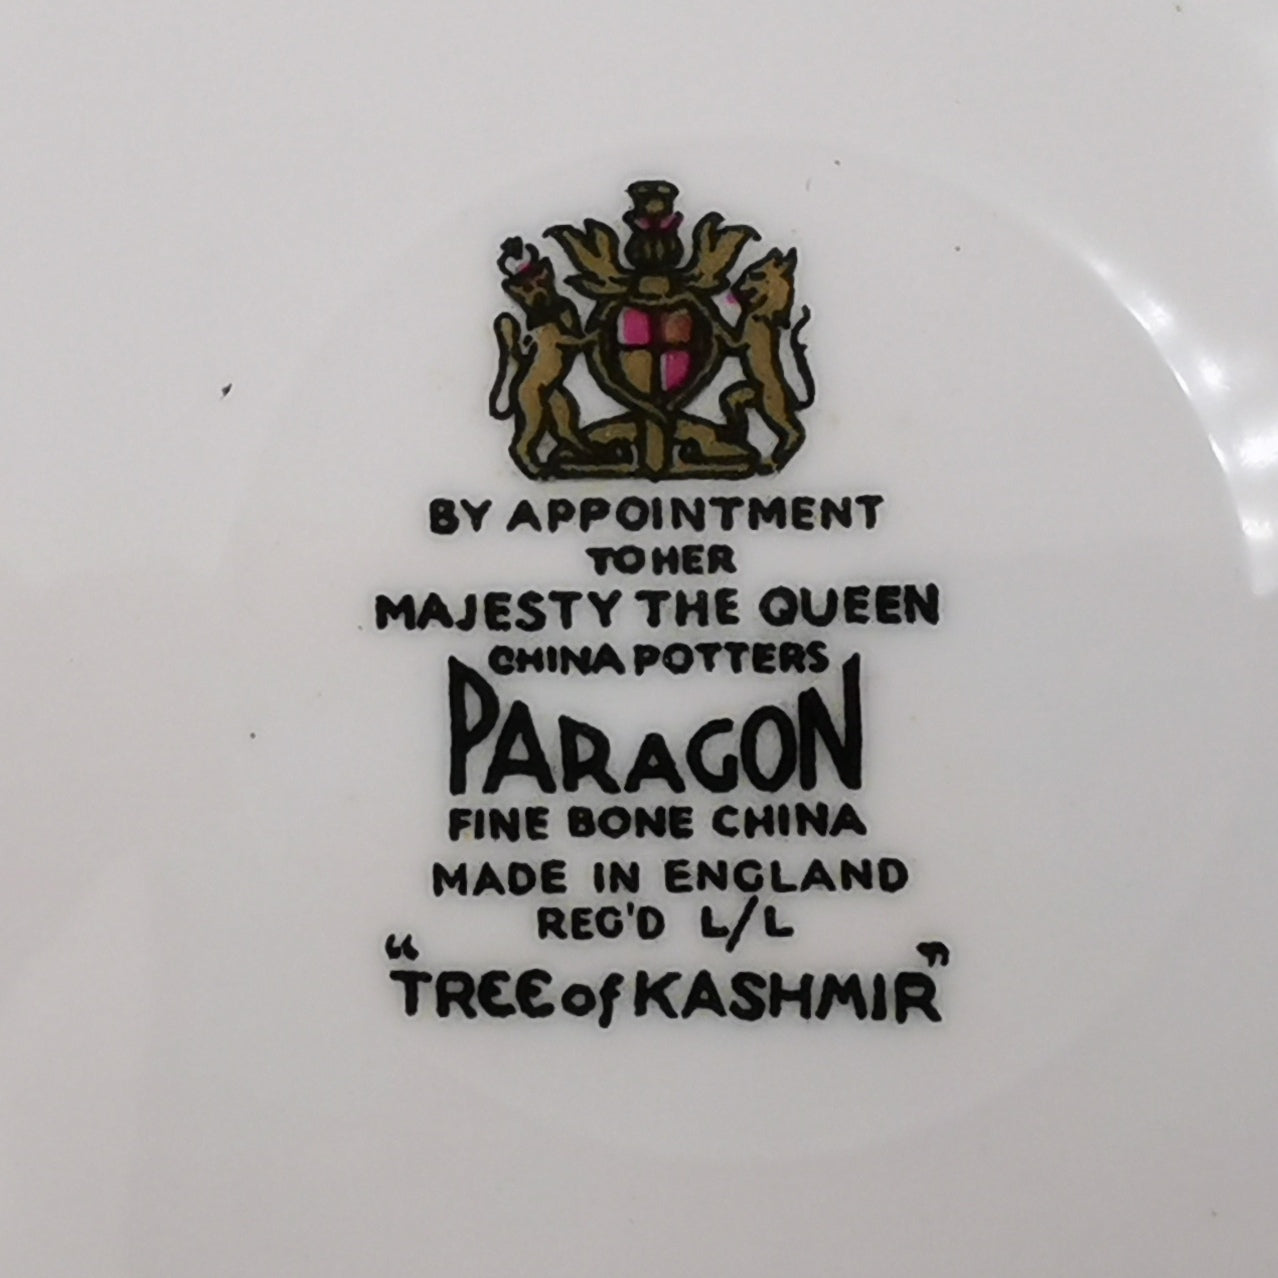 BY APPOINTMENT
TO HER
MAJESTY THE QUEEN
CHINA POTTERS
PARAGON
FINE BONE CHINA
MADE IN ENGLAND
REG'D L/L
"TREE of KASHMIR"